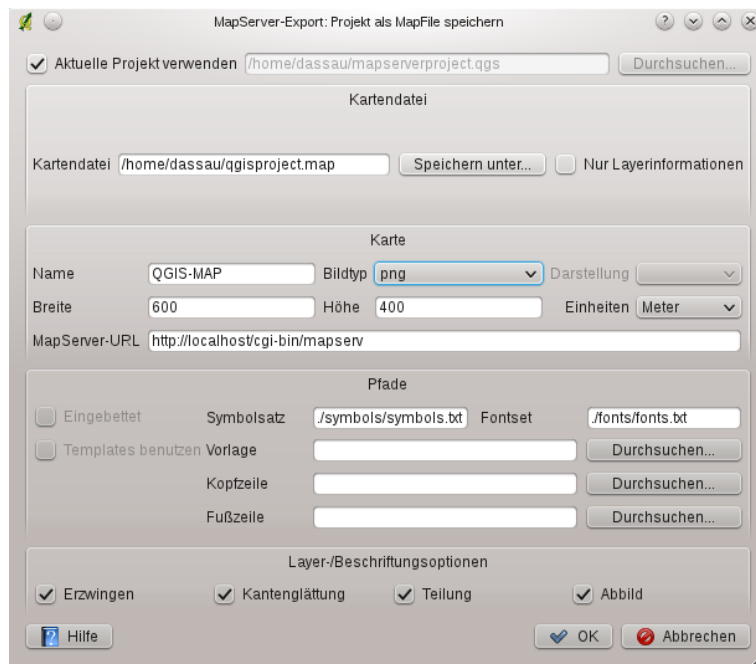 MapServer-Export: Projekt als MapFile speichern
Aktuelle Projekt verwenden /home/dassau/mapserverproject.qgs Durchsuchen...
Kartendatei
Kartendatei /home/dassau/qgisproject.map Speichern unter... Nur Layerinformationen
Karte
Name QGIS-MAP Bildtyp png Darstellung
Breite 600 Höhe 400 Einheiten Meter
MapServer-URL http://localhost/cgi-bin/mapserv
Pfade
Eingebettet Symbolsatz ./symbols/symbols.txt Fontset ./fonts/fonts.txt
Templates benutzen Vorlage Durchsuchen...
Kopfzeile Durchsuchen...
Fußzeile Durchsuchen...
Layer-/Beschriftungsoptionen
Erzwingen Kantenglättung Teilung Abbild
Hilfe OK Abbrechen